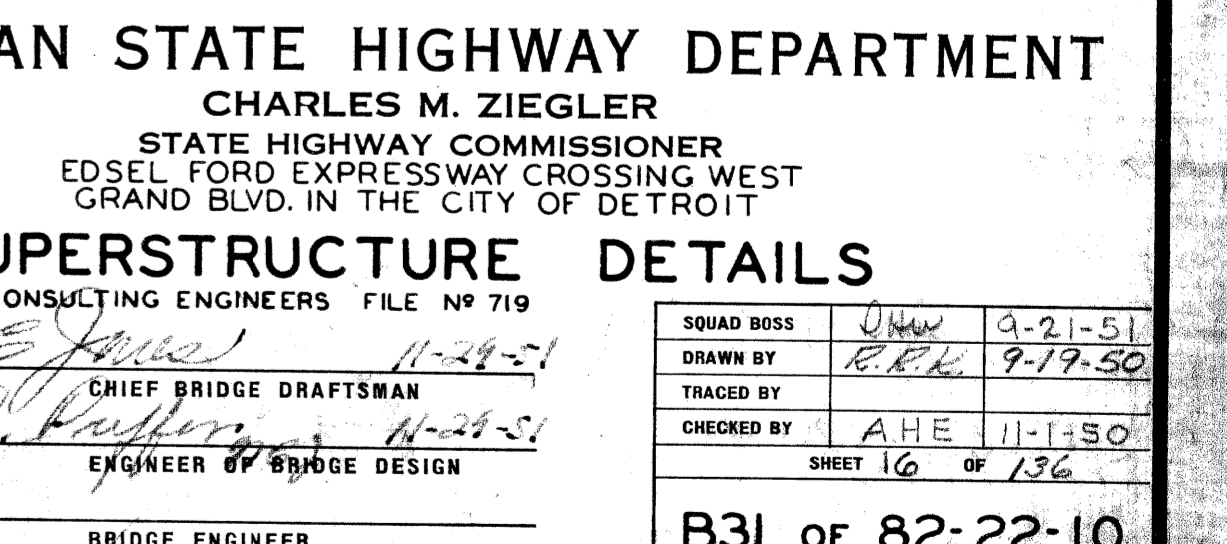 AN STATE HIGHWAY DEPARTMENT
CHARLES M. ZIEGLER
STATE HIGHWAY COMMISSIONER
EDSEL FORD EXPRESSWAY CROSSING WEST
GRAND BLVD. IN THE CITY OF DETROIT
UPERSTRUCTURE DETAILS
ONSULTING ENGINEERS FILE Nº 719
E Jones 11-29-51
CHIEF BRIDGE DRAFTSMAN
11-29-51
ENGINEER OF BRIDGE DESIGN
BRIDGE ENGINEER
SQUAD BOSS 9-21-51
DRAWN BY R.R.K. 9-19-50
TRACED BY
CHECKED BY A.H.E 11-1-50
SHEET 16 OF 136
B31 OF 82-22-10